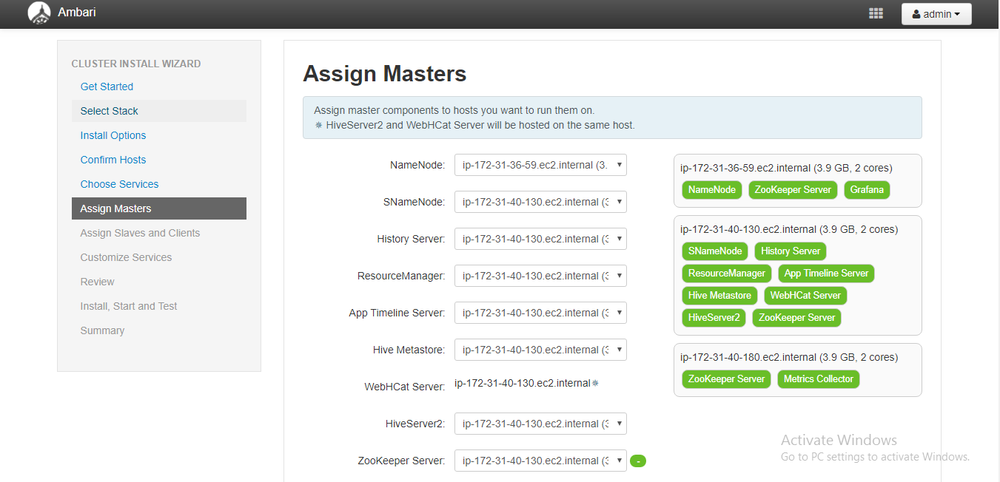 Ambari
admin
CLUSTER INSTALL WIZARD
Get Started
Select Stack
Install Options
Confirm Hosts
Choose Services
Assign Masters
Assign Slaves and Clients
Customize Services
Review
Install, Start and Test
Summary
Assign Masters
Assign master components to hosts you want to run them on.
* HiveServer2 and WebHCat Server will be hosted on the same host.
NameNode: ip-172-31-36-59.ec2.internal (3.
SNameNode: ip-172-31-40-130.ec2.internal (3
History Server: ip-172-31-40-130.ec2.internal (3
ResourceManager: ip-172-31-40-130.ec2.internal (3
App Timeline Server: ip-172-31-40-130.ec2.internal (3
Hive Metastore: ip-172-31-40-130.ec2.internal (3
WebHCat Server: ip-172-31-40-130.ec2.internal*
HiveServer2: ip-172-31-40-130.ec2.internal (3
ZooKeeper Server: ip-172-31-40-130.ec2.internal (3 -
ip-172-31-36-59.ec2.internal (3.9 GB, 2 cores)
NameNode ZooKeeper Server Grafana
ip-172-31-40-130.ec2.internal (3.9 GB, 2 cores)
SNameNode History Server
ResourceManager App Timeline Server
Hive Metastore WebHCat Server
HiveServer2 ZooKeeper Server
ip-172-31-40-180.ec2.internal (3.9 GB, 2 cores)
ZooKeeper Server Metrics Collector
Activate Windows
Go to PC settings to activate Windows.